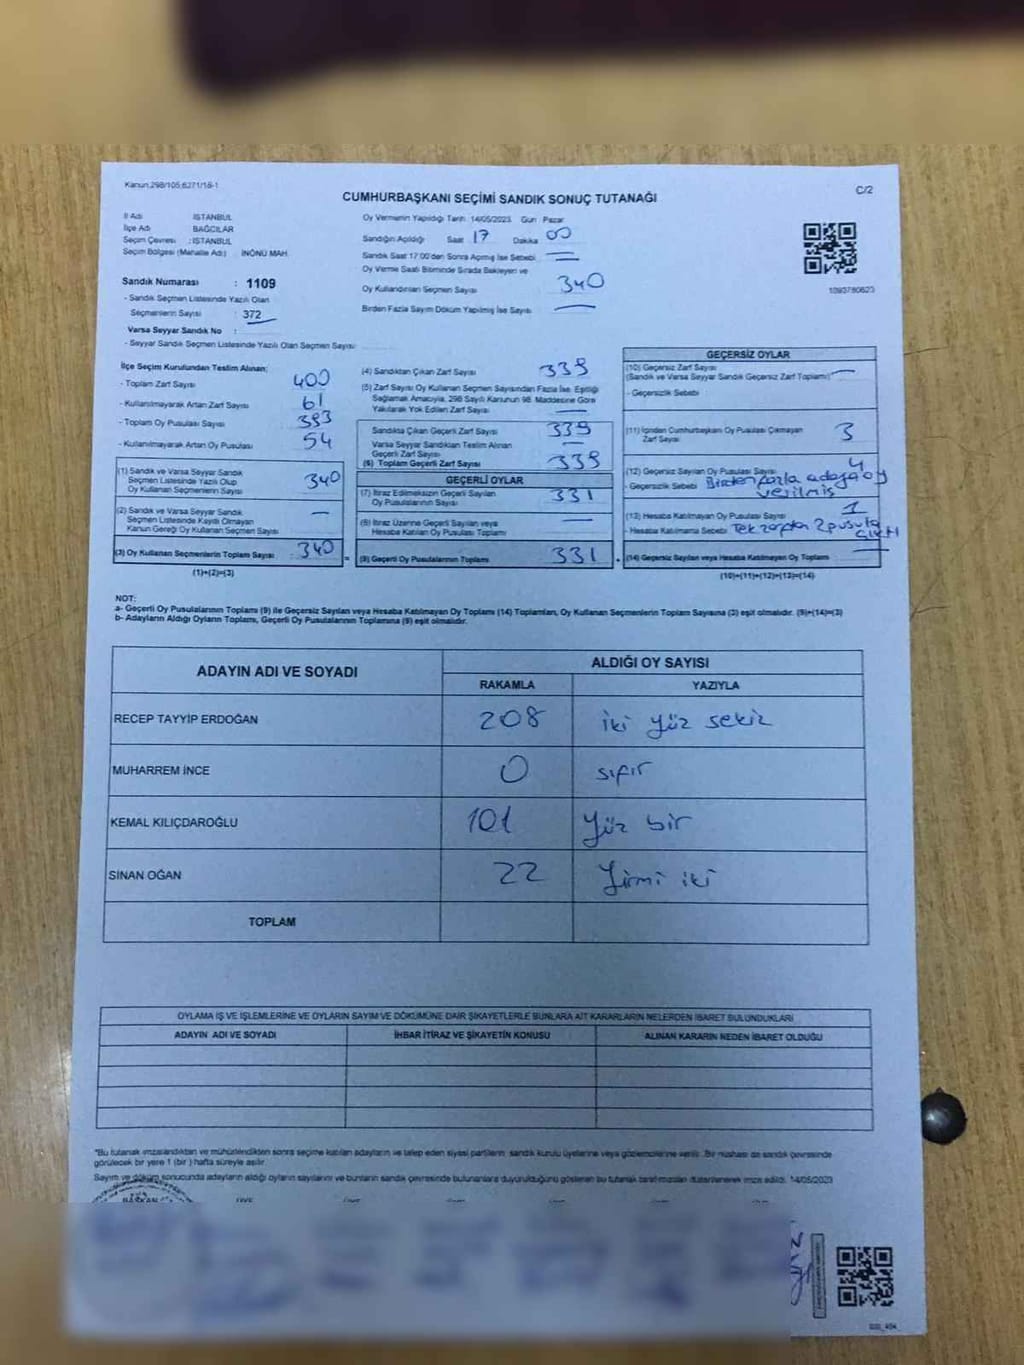 Kanun.298/105,6271/18-1
C/2
CUMHURBAŞKANI SEÇİMİ SANDIK SONUÇ TUTANAĞI
İl Adı İSTANBUL
İlçe Adı BAĞCILAR
Seçim Çevresi : İSTANBUL
Seçim Bölgesi (Mahalle Adı) : İNÖNÜ MAH.
Oy Vermenin Yapıldığı Tarih: 14/05/2023 Gün Pazar
Sandığın Açıldığı Saat 17 Dakika 00
Sandık Saat 17:00'den Sonra Açılmış İse Sebebi —
Oy Verme Saati Bitiminde Sırada Bekleyen ve
Oy Kullandırılan Seçmen Sayısı 340
Birden Fazla Sayım Döküm Yapılmış İse Sayısı —
1093780623
Sandık Numarası : 1109
- Sandık Seçmen Listesinde Yazılı Olan
Seçmenlerin Sayısı : 372
Varsa Seyyar Sandık No :
- Seyyar Sandık Seçmen Listesinde Yazılı Olan Seçmen Sayısı
İlçe Seçim Kurulundan Teslim Alınan:
- Toplam Zarf Sayısı 400
- Kullanılmayarak Artan Zarf Sayısı 61
- Toplam Oy Pusulası Sayısı 393
- Kullanılmayarak Artan Oy Pusulası 54
(1) Sandık ve Varsa Seyyar Sandık
Seçmen Listesinde Yazılı Olup
Oy Kullanan Seçmenlerin Sayısı 340
(2) Sandık ve Varsa Seyyar Sandık
Seçmen Listesinde Kayıtlı Olmayan
Kanun Gereği Oy Kullanan Seçmen Sayısı —
(3) Oy Kullanan Seçmenlerin Toplam Sayısı : 340
(1)+(2)=(3)
(4) Sandıktan Çıkan Zarf Sayısı 339
(5) Zarf Sayısı Oy Kullanan Seçmen Sayısından Fazla İse, Eşitliği
Sağlamak Amacıyla, 298 Sayılı Kanunun 98. Maddesine Göre
Yakılarak Yok Edilen Zarf Sayısı —
Sandıkta Çıkan Geçerli Zarf Sayısı 339
Varsa Seyyar Sandıktan Teslim Alınan
Geçerli Zarf Sayısı —
(6) Toplam Geçerli Zarf Sayısı 339
GEÇERLİ OYLAR
(7) İtiraz Edilmeksizin Geçerli Sayılan
Oy Pusulalarının Sayısı 331
(8) İtiraz Üzerine Geçerli Sayılan veya
Hesaba Katılan Oy Pusulaları Toplamı —
(9) Geçerli Oy Pusulalarının Toplamı 331
GEÇERSİZ OYLAR
(10) Geçersiz Zarf Sayısı
(Sandık ve Varsa Seyyar Sandık Geçersiz Zarf Toplamı) —
- Geçersizlik Sebebi
(11) İçinden Cumhurbaşkanı Oy Pusulası Çıkmayan
Zarf Sayısı 3
(12) Geçersiz Sayılan Oy Pusulası Sayısı 4
- Geçersizlik Sebebi Birden fazla adaya oy
verilmiş
(13) Hesaba Katılmayan Oy Pusulası Sayısı 1
- Hesaba Katılmama Sebebi Tek zarftan 2 pusula
çıktı
(14) Geçersiz Sayılan veya Hesaba Katılmayan Oy Toplamı —
(10)+(11)+(12)+(13)=(14)
NOT:
a- Geçerli Oy Pusulalarının Toplamı (9) ile Geçersiz Sayılan veya Hesaba Katılmayan Oy Toplamı (14) Toplamları, Oy Kullanan Seçmenlerin Toplam Sayısına (3) eşit olmalıdır. (9)+(14)=(3)
b- Adayların Aldığı Oyların Toplamı, Geçerli Oy Pusulalarının Toplamına (9) eşit olmalıdır.
ADAYIN ADI VE SOYADI
ALDIĞI OY SAYISI
RAKAMLA YAZIYLA
RECEP TAYYİP ERDOĞAN 208 iki yüz sekiz
MUHARREM İNCE 0 sıfır
KEMAL KILIÇDAROĞLU 101 Yüz bir
SİNAN OĞAN 22 Yirmi iki
TOPLAM
OYLAMA İŞ VE İŞLEMLERİNE VE OYLARIN SAYIM VE DÖKÜMÜNE DAİR ŞİKAYETLERLE BUNLARA AİT KARARLARIN NELERDEN İBARET BULUNDUKLARI
ADAYIN ADI VE SOYADI İHBAR İTİRAZ VE ŞİKAYETİN KONUSU ALINAN KARARIN NEDEN İBARET OLDUĞU
*Bu tutanak imzalandıktan ve mühürlendikten sonra seçime katılan adayların ve talep eden siyasi partilerin sandık kurulu üyelerine veya gözlemcilerine verilir. Bir nüshası da sandık çevresinde
görülecek bir yere 1 (bir) hafta süreyle asılır.
Sayım ve döküm sonucunda adayların aldığı oyların sayılarını ve bunların sandık çevresinde bulunanlara duyurulduğunu gösteren bu tutanak tarafımızdan düzenlenerek imza edildi. 14/05/2023
BAŞKAN